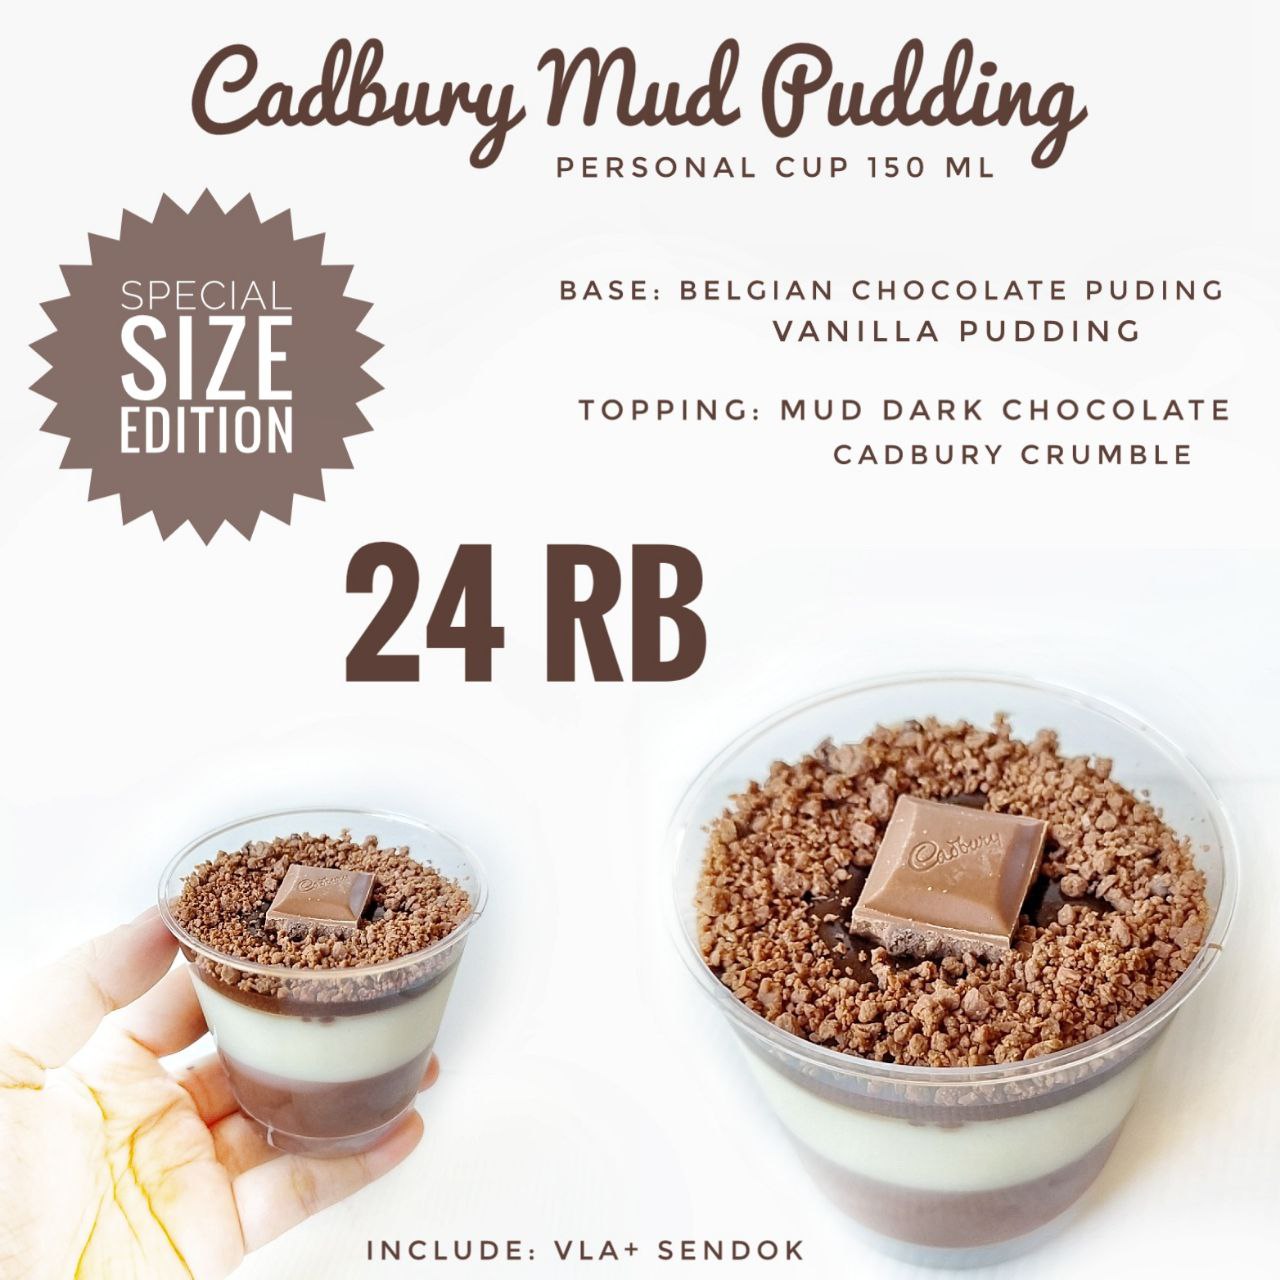 Cadbury Mud Pudding
PERSONAL CUP 150 ML
SPECIAL
SIZE
EDITION
BASE: BELGIAN CHOCOLATE PUDING
VANILLA PUDDING
TOPPING: MUD DARK CHOCOLATE
CADBURY CRUMBLE
24 RB
Cadbury
Cadbury
INCLUDE: VLA+ SENDOK